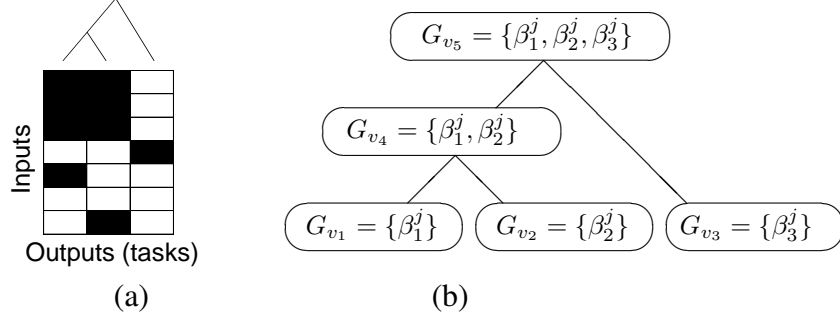 G_{v_5} = {β_1^j, β_2^j, β_3^j}
G_{v_4} = {β_1^j, β_2^j}
Inputs
G_{v_1} = {β_1^j} G_{v_2} = {β_2^j} G_{v_3} = {β_3^j}
Outputs (tasks)
(a) (b)